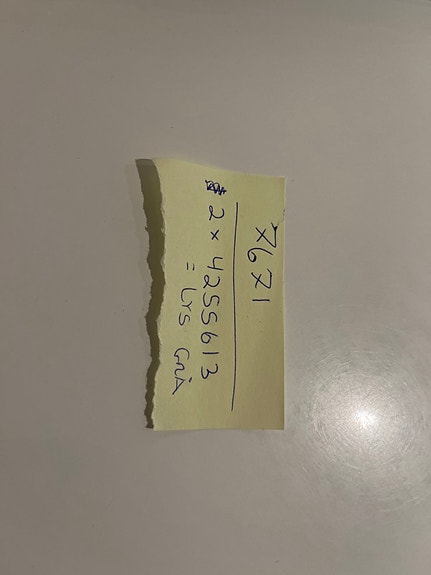 7671
2 × 4255613
= Lys Grå